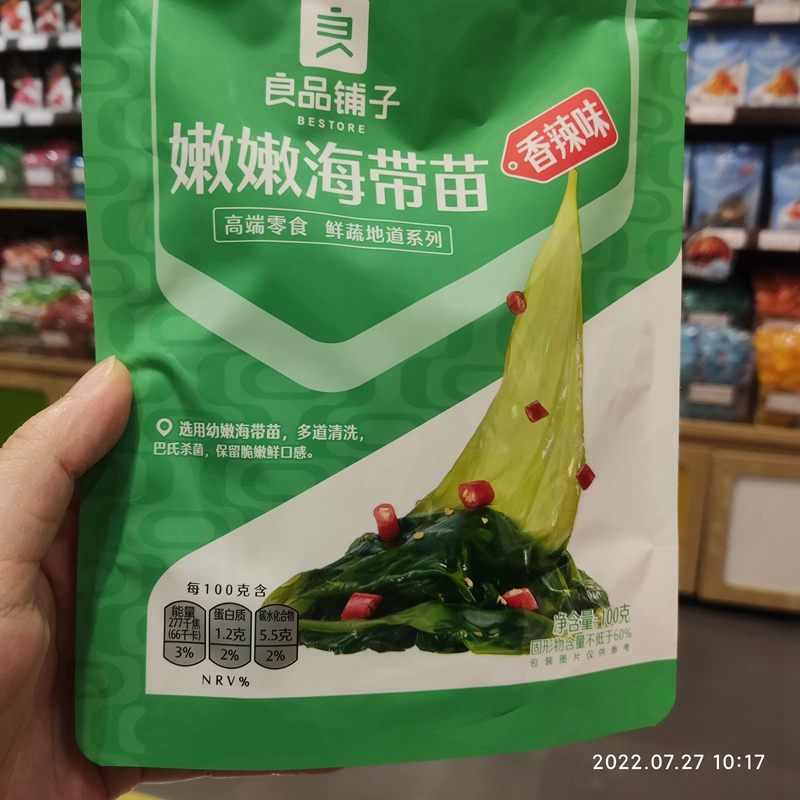 良品铺子
BESTORE
嫩嫩海带苗
香辣味
高端零食 鲜蔬地道系列
选用幼嫩海带苗，多道清洗，
巴氏杀菌，保留脆嫩鲜口感。
每100克含
能量 蛋白质 碳水化合物
277千焦
(66千卡) 1.2克 5.5克
3% 2% 2%
NRV%
净含量：100克
固形物含量不低于60%
包装图片仅供参考
2022.07.27 10:17